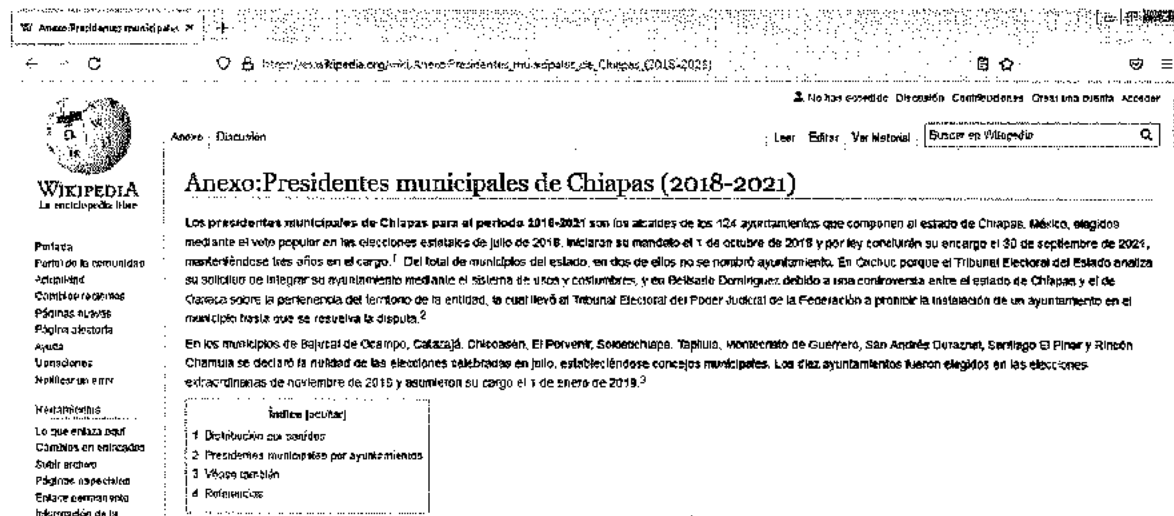 Anexo:Presidentes municipales
https://es.wikipedia.org/wiki/Anexo:Presidentes_municipales_de_Chiapas_(2018-2021)
No has accedido Discusión Contribuciones Crear una cuenta Acceder
Anexo Discusión
Leer Editar Ver historial Buscar en Wikipedia
WIKIPEDIA
La enciclopedia libre
Anexo:Presidentes municipales de Chiapas (2018-2021)
Los presidentes municipales de Chiapas para el periodo 2018-2021 son los alcaldes de los 124 ayuntamientos que componen al estado de Chiapas, México, elegidos
mediante el voto popular en las elecciones estatales de julio de 2018. Iniciaran su mandato el 1 de octubre de 2018 y por ley concluirán su encargo el 30 de septiembre de 2021,
manteniéndose tres años en el cargo.1 Del total de municipios del estado, en dos de ellos no se nombró ayuntamiento. En Oxchuc porque el Tribunal Electoral del Estado analiza
su solicitud de integrar su ayuntamiento mediante el sistema de usos y costumbres, y en Belisario Domínguez debido a una controversia entre el estado de Chiapas y el de
Oaxaca sobre la pertenencia del territorio de la entidad, la cual llevó al Tribunal Electoral del Poder Judicial de la Federación a prohibir la instalación de un ayuntamiento en el
municipio hasta que se resuelva la disputa.2
En los municipios de Bejucal de Ocampo, Catazajá, Chicoasén, El Porvenir, Solosuchiapa, Tapilula, Montecristo de Guerrero, San Andrés Duraznal, Santiago El Pinar y Rincón
Chamula se declaró la nulidad de las elecciones celebradas en julio, estableciéndose concejos municipales. Los diez ayuntamientos fueron elegidos en las elecciones
extraordinarias de noviembre de 2018 y asumieron su cargo el 1 de enero de 2019.3
Portada
Portal de la comunidad
Actualidad
Cambios recientes
Páginas nuevas
Página aleatoria
Ayuda
Donaciones
Notificar un error
Herramientas
Lo que enlaza aquí
Cambios en enlazadas
Subir archivo
Páginas especiales
Enlace permanente
Información de la
Índice [ocultar]
1 Distribución por partidos
2 Presidentes municipales por ayuntamientos
3 Véase también
4 Referencias